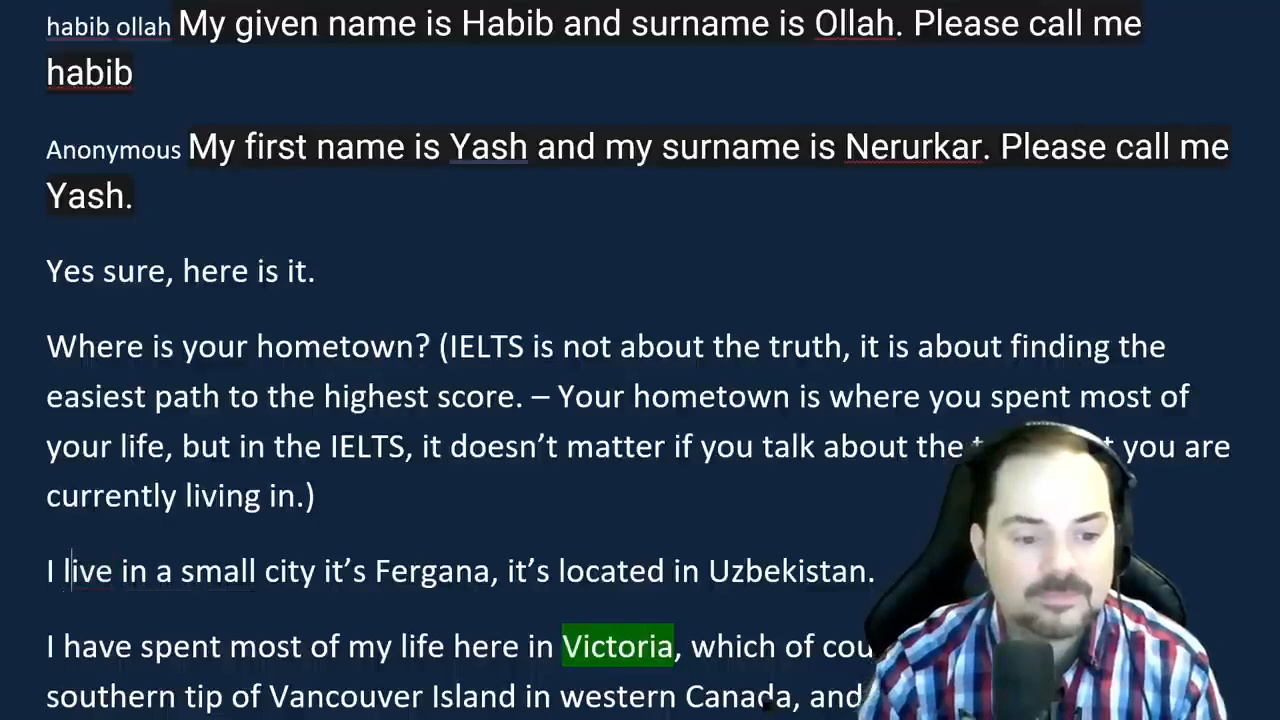 habib ollah My given name is Habib and surname is Ollah. Please call me
habib
Anonymous My first name is Yash and my surname is Nerurkar. Please call me
Yash.
Yes sure, here is it.
Where is your hometown? (IELTS is not about the truth, it is about finding the
easiest path to the highest score. – Your hometown is where you spent most of
your life, but in the IELTS, it doesn’t matter if you talk about the you are
currently living in.)
I live in a small city it’s Fergana, it’s located in Uzbekistan.
I have spent most of my life here in Victoria, which of
southern tip of Vancouver Island in western Canada, and